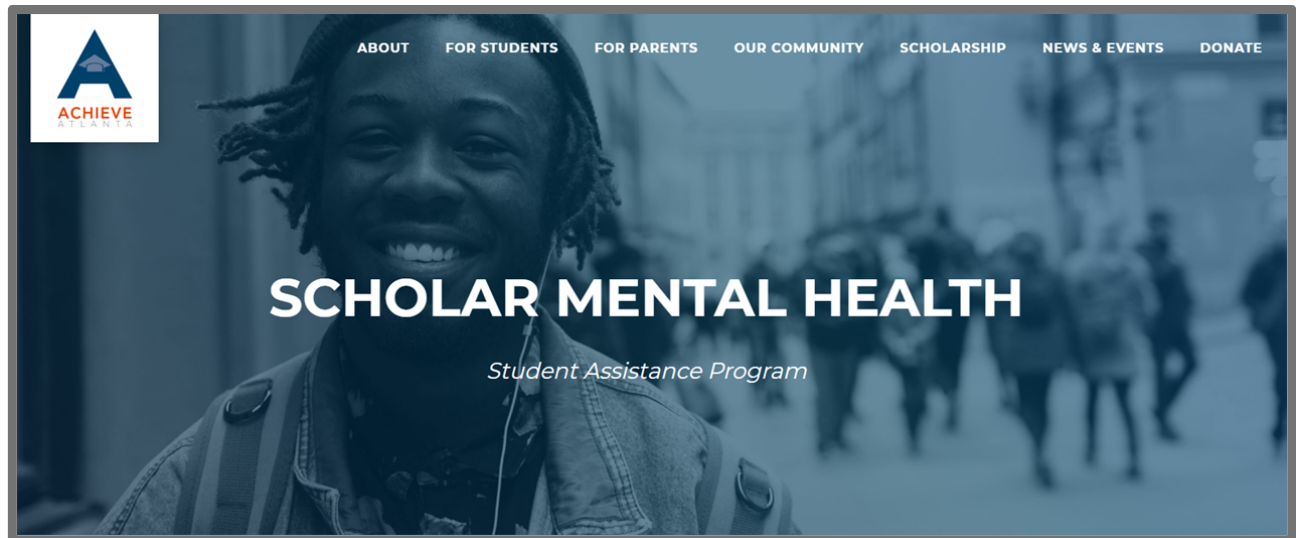 ACHIEVE
ATLANTA
ABOUT FOR STUDENTS FOR PARENTS OUR COMMUNITY SCHOLARSHIP NEWS & EVENTS DONATE
SCHOLAR MENTAL HEALTH
Student Assistance Program